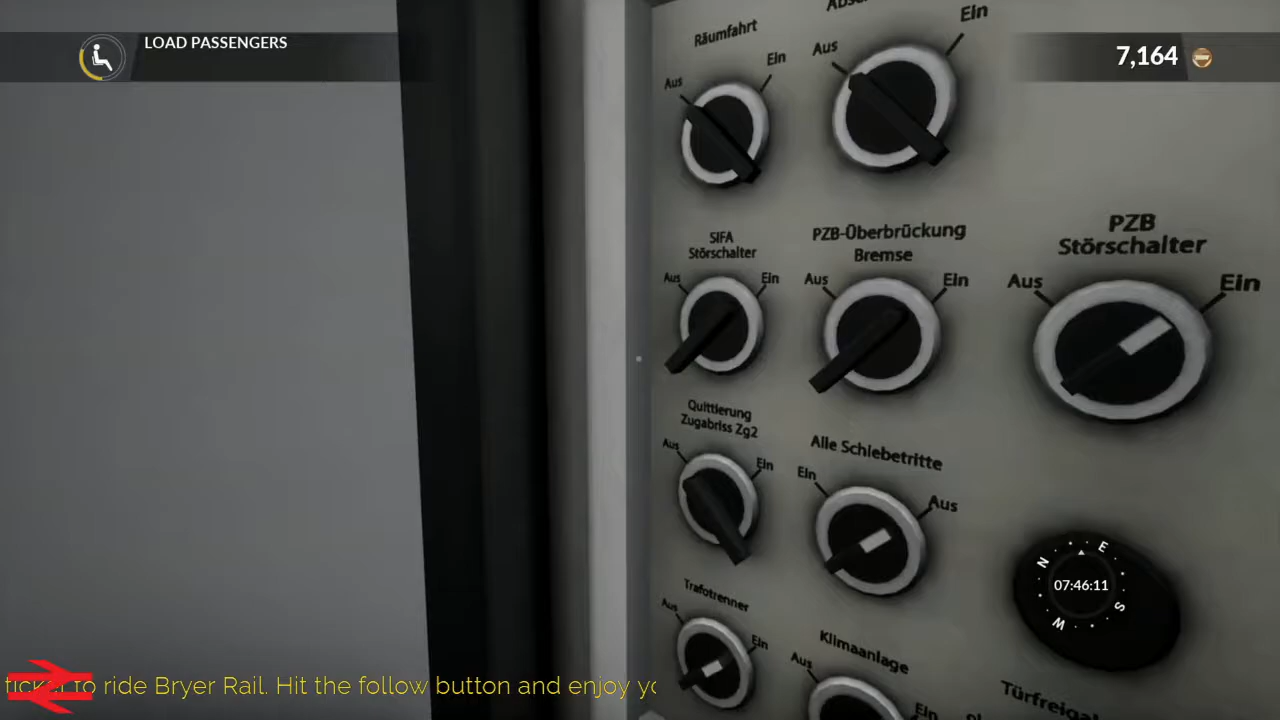 LOAD PASSENGERS
7,164
Räumfahrt
Aus
Ein
Aus
Ein
SIFA
Störschalter
Aus
Ein
PZB-Überbrückung
Bremse
Aus
Ein
PZB
Störschalter
Aus
Ein
Quittierung
Zugabriss Zg2
Aus
Ein
Alle Schiebetritte
Ein
Aus
N
E
S
W
07:46:11
Trafotrenner
Aus
Ein
Klimaanlage
Aus
Ein
to ride Bryer Rail. Hit the follow button and enjoy